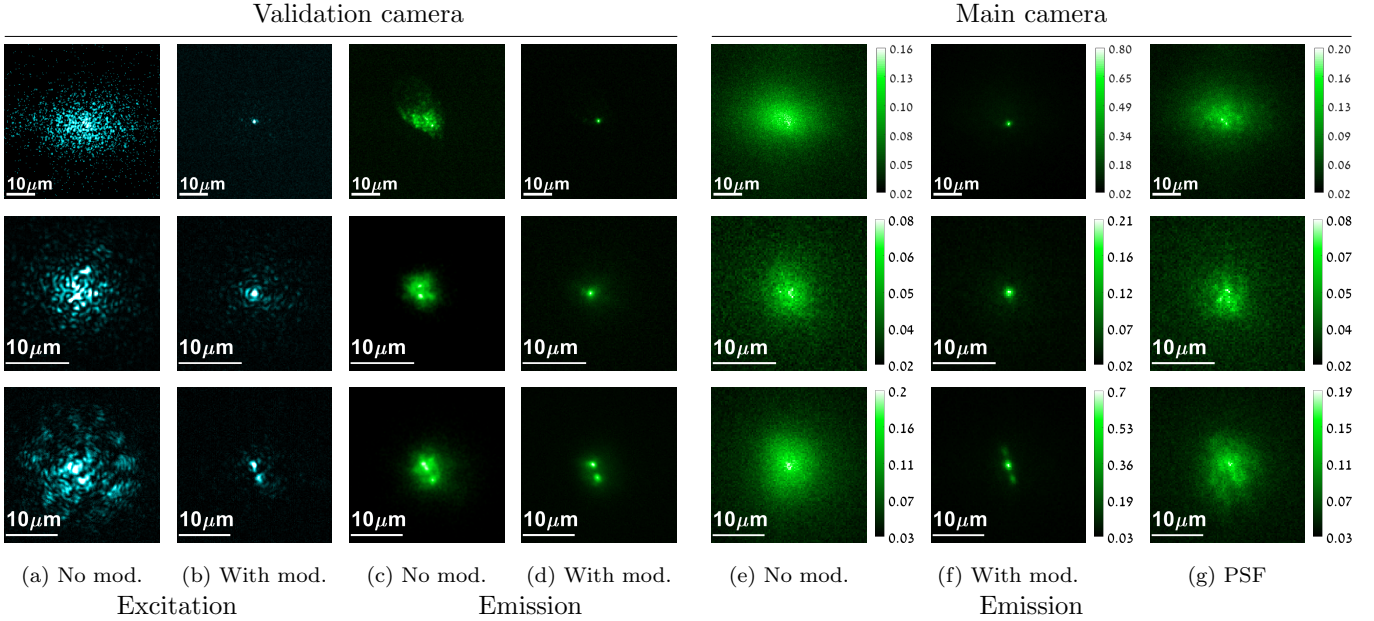 Validation camera Main camera
10μm 10μm 10μm 10μm 10μm 0.16 0.13 0.10 0.08 0.05 0.02 10μm 0.80 0.65 0.49 0.34 0.18 0.02 10μm 0.20 0.16 0.13 0.09 0.06 0.02
10μm 10μm 10μm 10μm 10μm 0.08 0.07 0.05 0.04 0.02 10μm 0.21 0.16 0.12 0.07 0.02 10μm 0.08 0.07 0.05 0.04 0.02
10μm 10μm 10μm 10μm 10μm 0.2 0.16 0.11 0.07 0.03 10μm 0.7 0.53 0.36 0.19 0.03 10μm 0.19 0.15 0.11 0.07 0.03
(a) No mod. (b) With mod. (c) No mod. (d) With mod. (e) No mod. (f) With mod. (g) PSF
Excitation Emission Emission